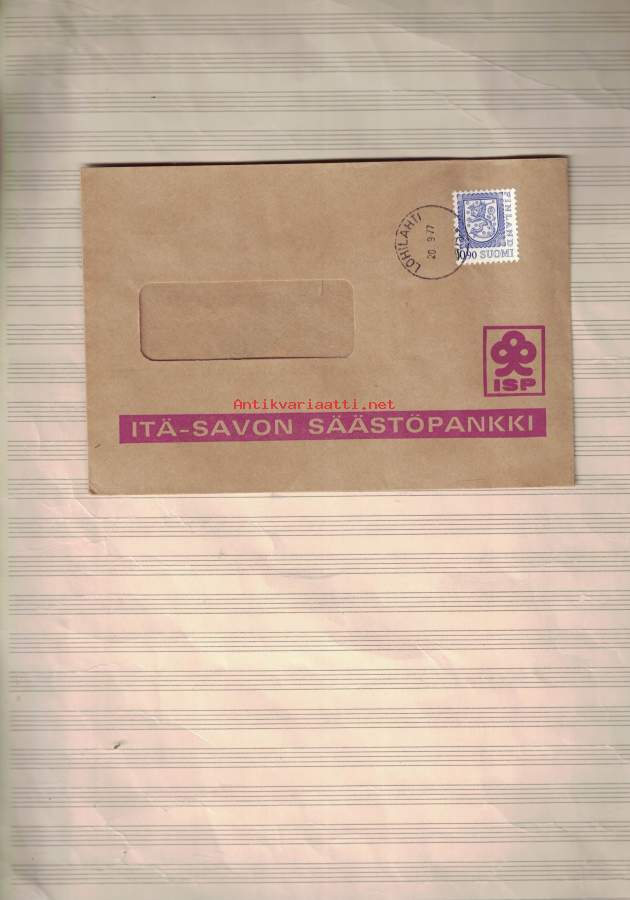 LOHILAHTI
20. 9.77
FINLAND
0,90 SUOMI
ISP
Antikvariaatti.net
ITÄ-SAVON SÄÄSTÖPANKKI